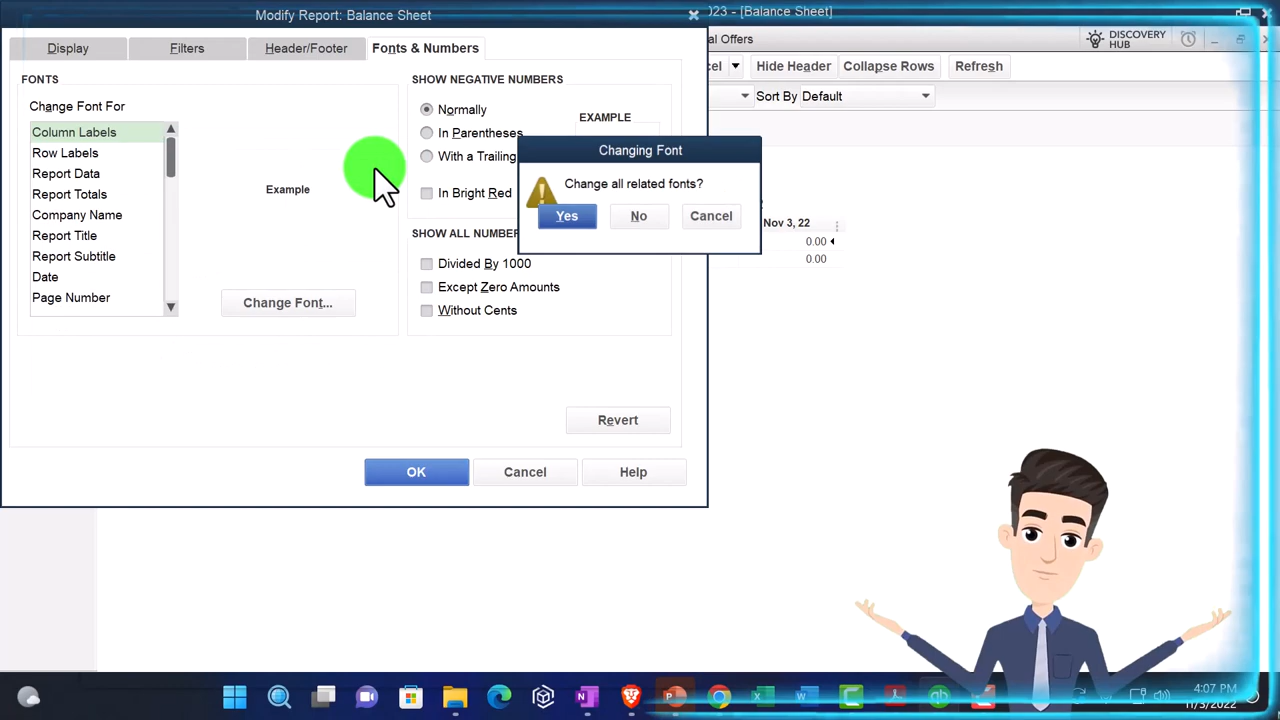 Modify Report: Balance Sheet
023 - [Balance Sheet]
Display
Filters
Header/Footer
Fonts & Numbers
al Offers
DISCOVERY
HUB
cel
Hide Header
Collapse Rows
Refresh
Sort By Default
FONTS
Change Font For
Column Labels
Row Labels
Report Data
Report Totals
Company Name
Report Title
Report Subtitle
Date
Page Number
Example
Change Font...
SHOW NEGATIVE NUMBERS
Normally
In Parentheses
With a Trailing
In Bright Red
EXAMPLE
SHOW ALL NUMBER
Divided By 1000
Except Zero Amounts
Without Cents
Changing Font
Change all related fonts?
Yes
No
Cancel
Nov 3, 22
0.00
0.00
Revert
OK
Cancel
Help
4:07 PM
11/3/2022